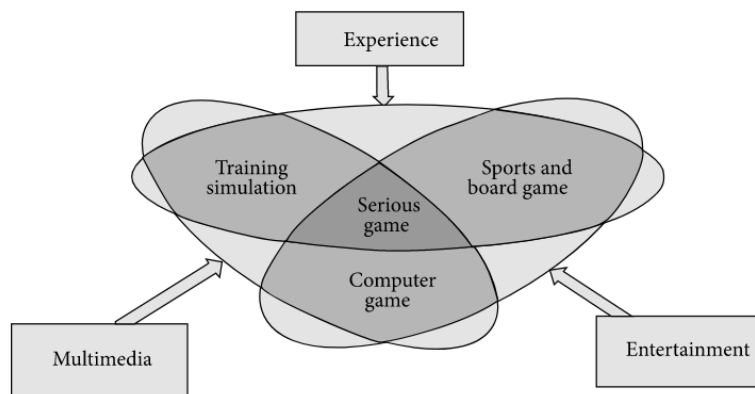 Experience
Training
simulation
Sports and
board game
Serious
game
Computer
game
Multimedia
Entertainment